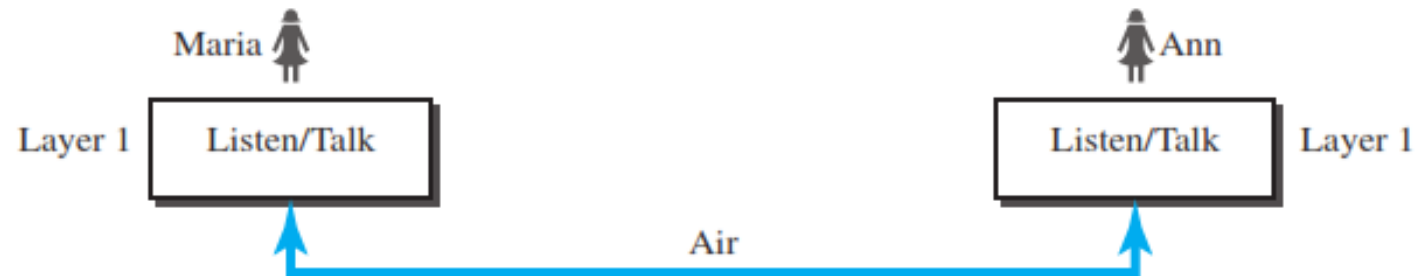 Maria
Ann
Layer 1
Listen/Talk
Listen/Talk
Layer 1
Air